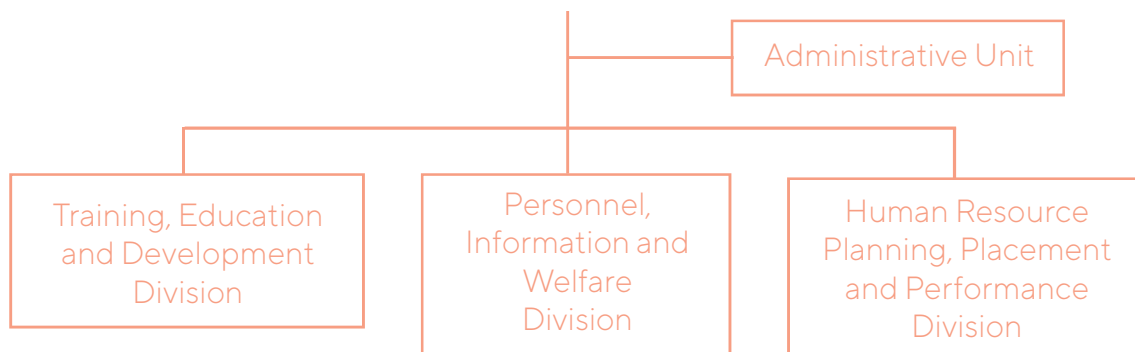 Administrative Unit
Training, Education
and Development
Division
Personnel,
Information and
Welfare
Division
Human Resource
Planning, Placement
and Performance
Division